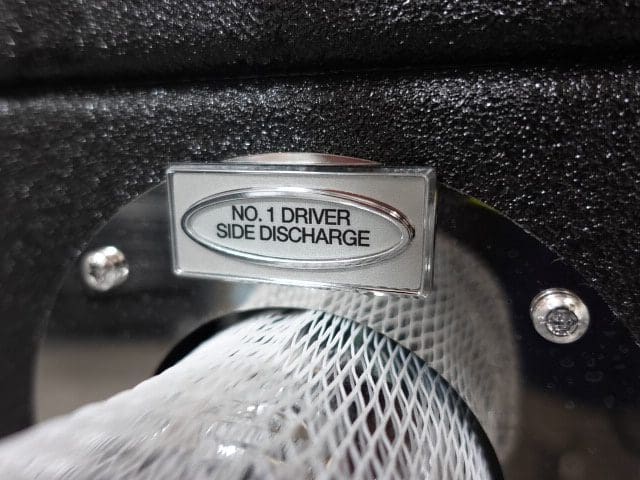 NO. 1 DRIVER
SIDE DISCHARGE